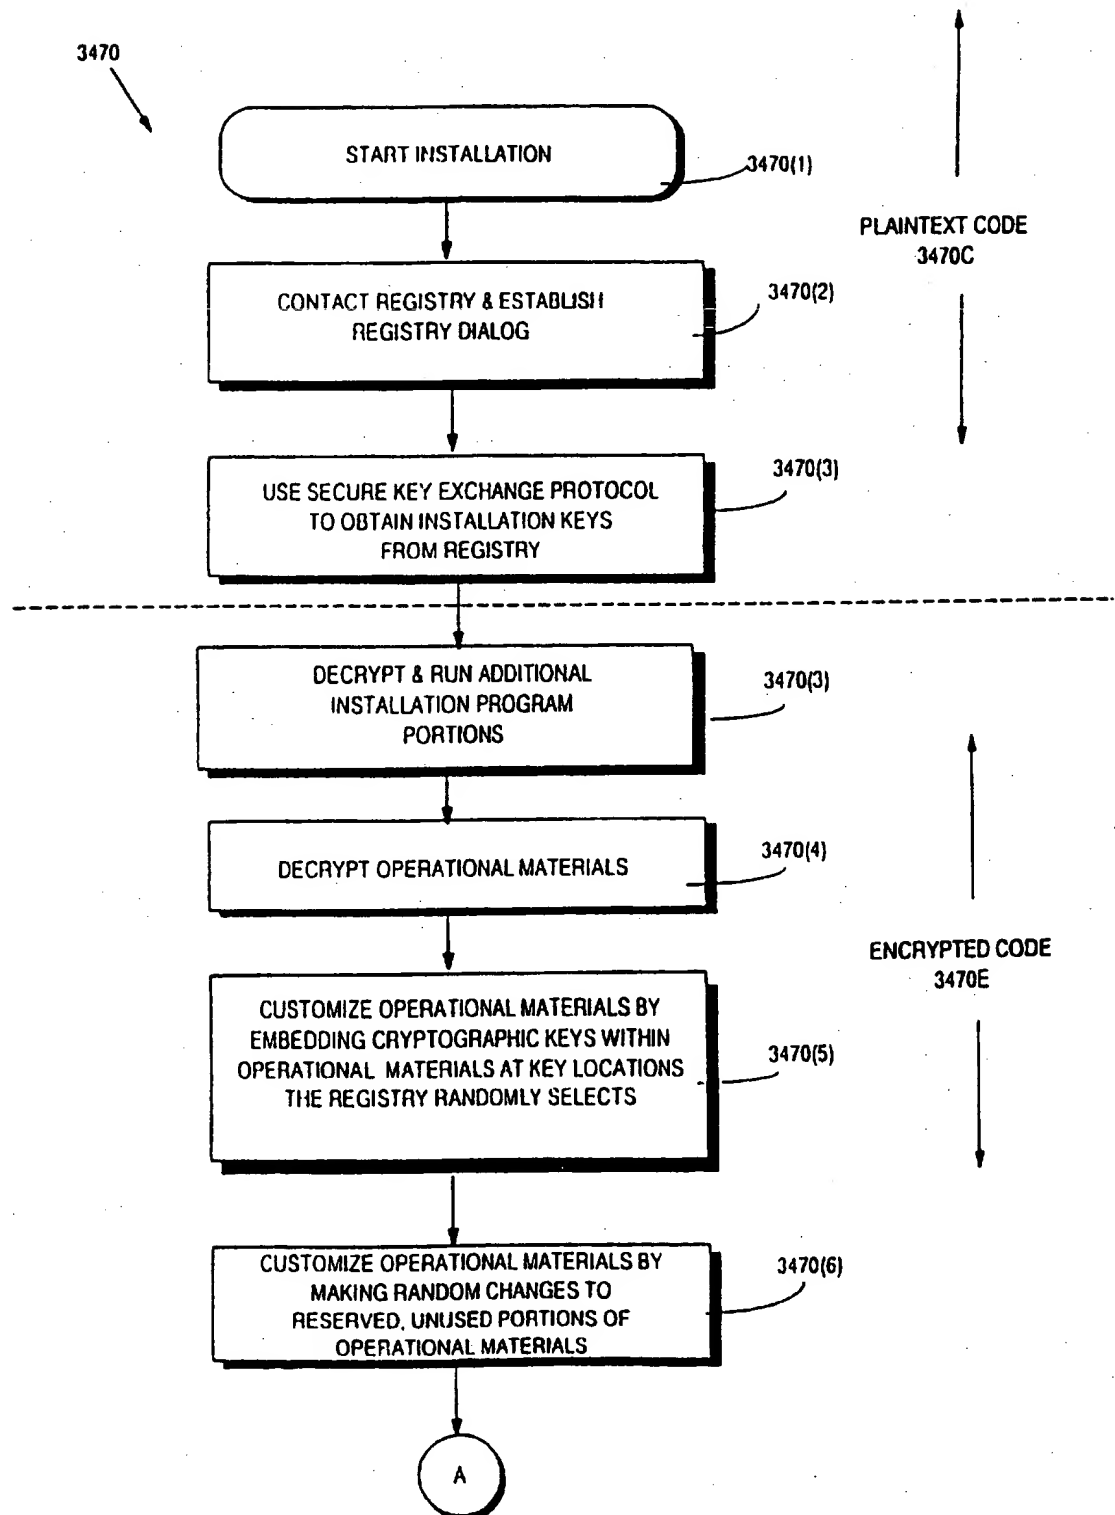 3470
START INSTALLATION
3470(1)
PLAINTEXT CODE
3470C
CONTACT REGISTRY & ESTABLISH
REGISTRY DIALOG
3470(2)
USE SECURE KEY EXCHANGE PROTOCOL
TO OBTAIN INSTALLATION KEYS
FROM REGISTRY
3470(3)
DECRYPT & RUN ADDITIONAL
INSTALLATION PROGRAM
PORTIONS
3470(3)
DECRYPT OPERATIONAL MATERIALS
3470(4)
ENCRYPTED CODE
3470E
CUSTOMIZE OPERATIONAL MATERIALS BY
EMBEDDING CRYPTOGRAPHIC KEYS WITHIN
OPERATIONAL MATERIALS AT KEY LOCATIONS
THE REGISTRY RANDOMLY SELECTS
3470(5)
CUSTOMIZE OPERATIONAL MATERIALS BY
MAKING RANDOM CHANGES TO
RESERVED, UNUSED PORTIONS OF
OPERATIONAL MATERIALS
3470(6)
A